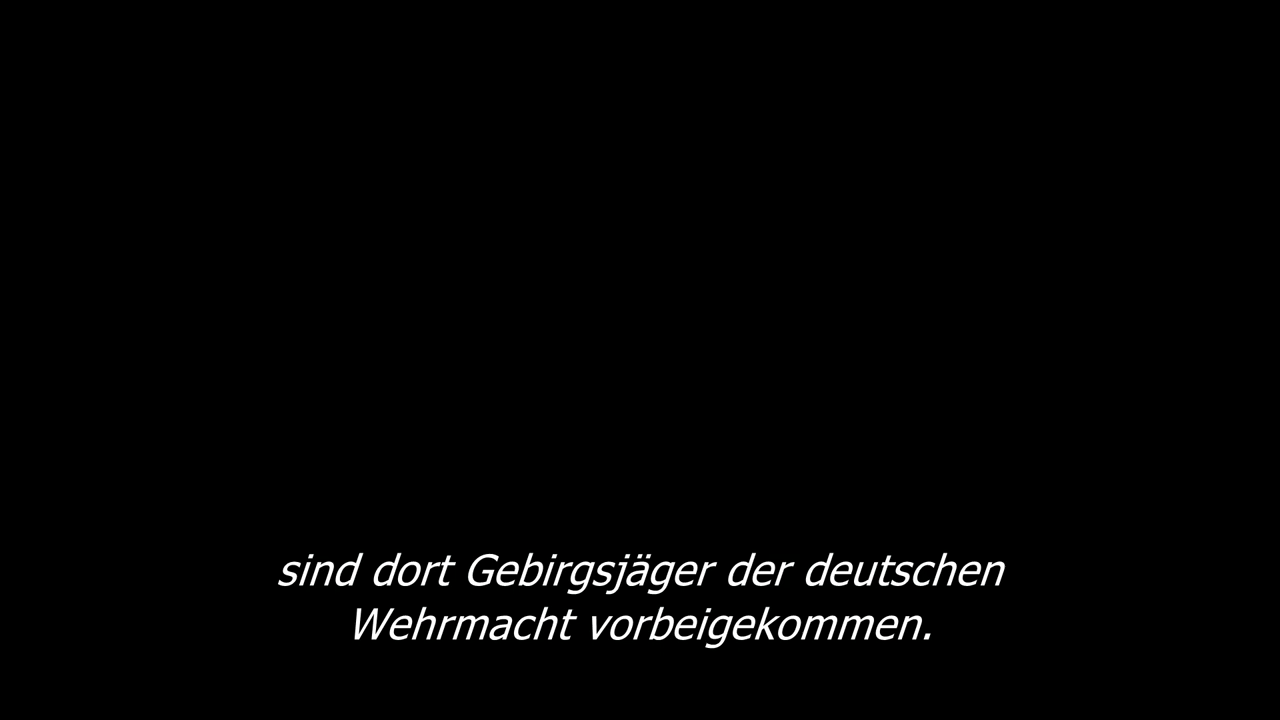 sind dort Gebirgsjäger der deutschen
Wehrmacht vorbeigekommen.